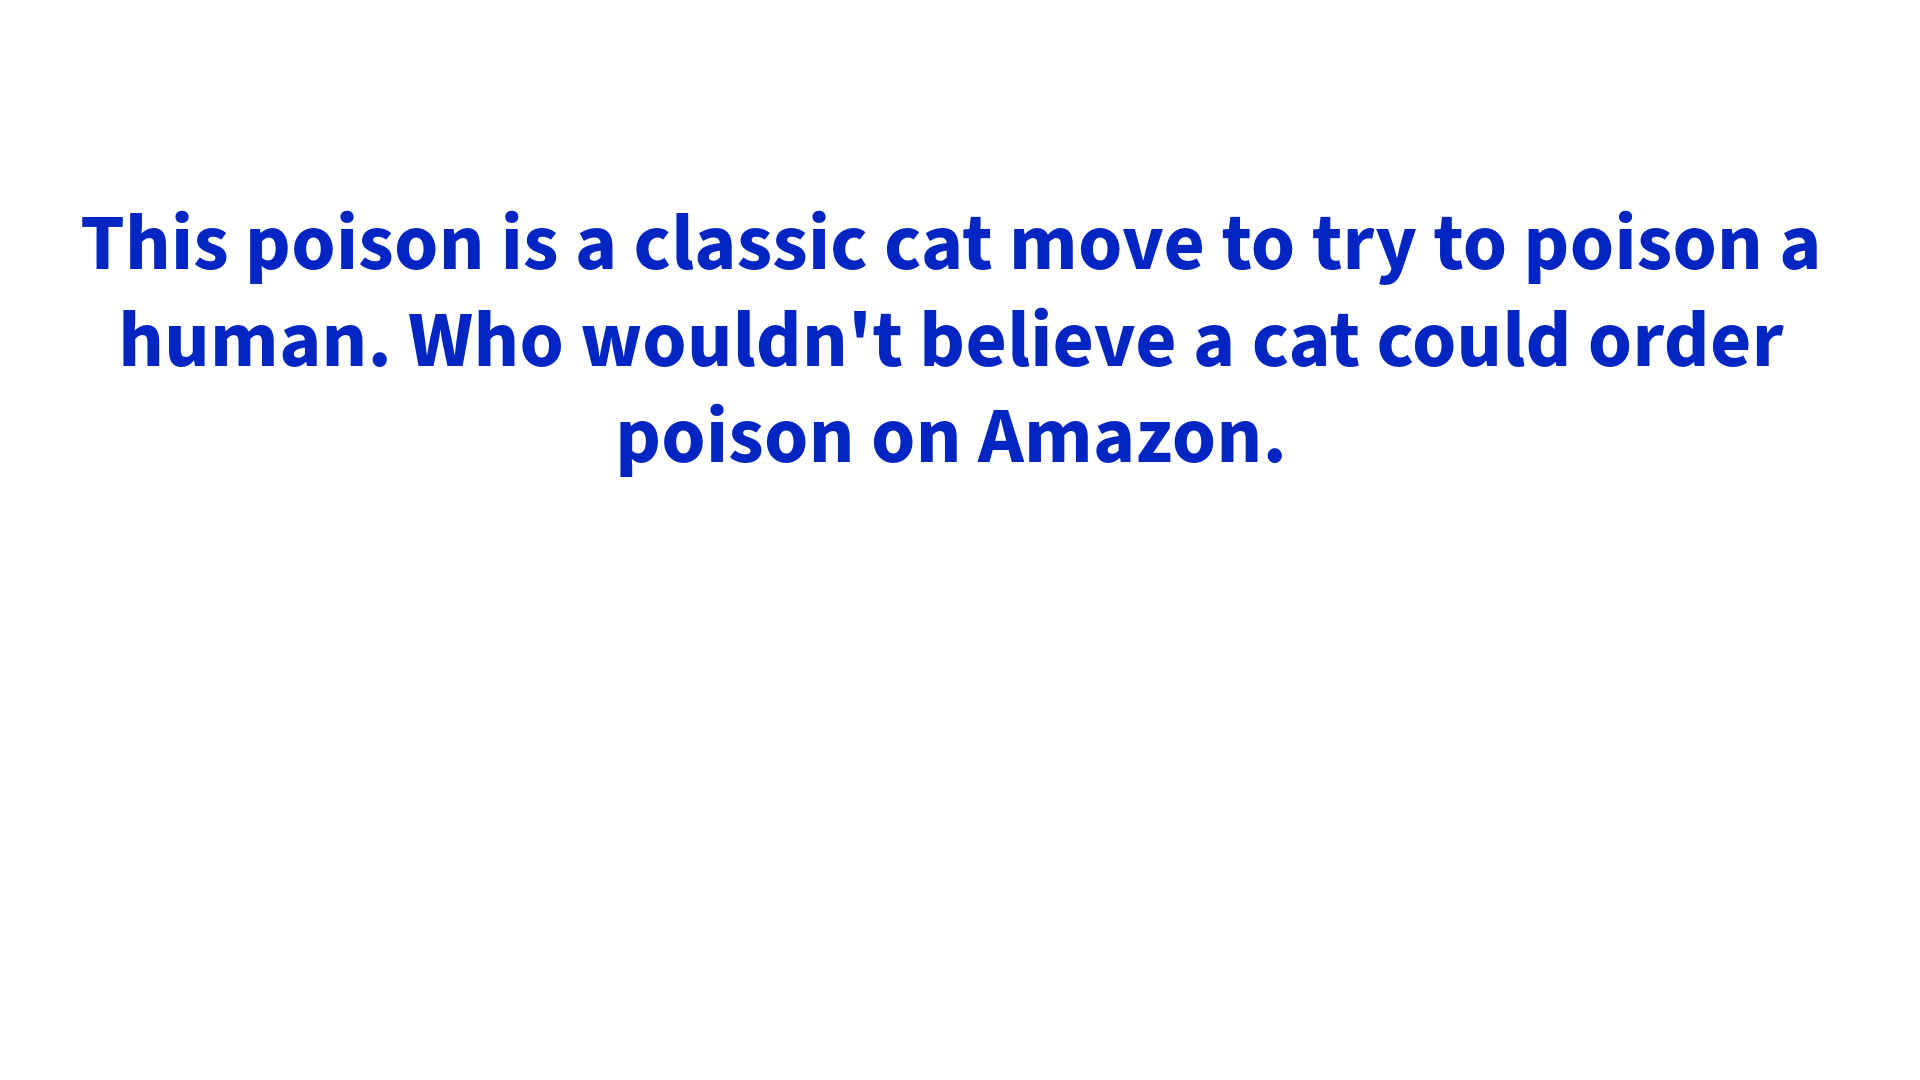 This poison is a classic cat move to try to poison a
human. Who wouldn't believe a cat could order
poison on Amazon.